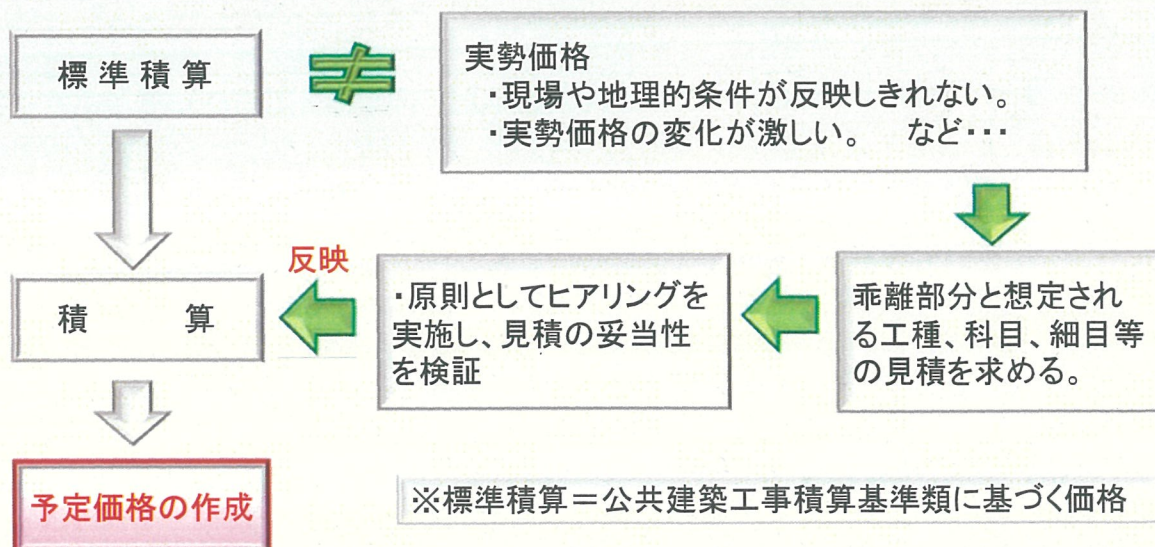 標準積算
≠
実勢価格
・現場や地理的条件が反映しきれない。
・実勢価格の変化が激しい。　など・・・
乖離部分と想定され
る工種、科目、細目等
の見積を求める。
・原則としてヒアリングを
実施し、見積の妥当性
を検証
反映
積　算
予定価格の作成
※標準積算＝公共建築工事積算基準類に基づく価格